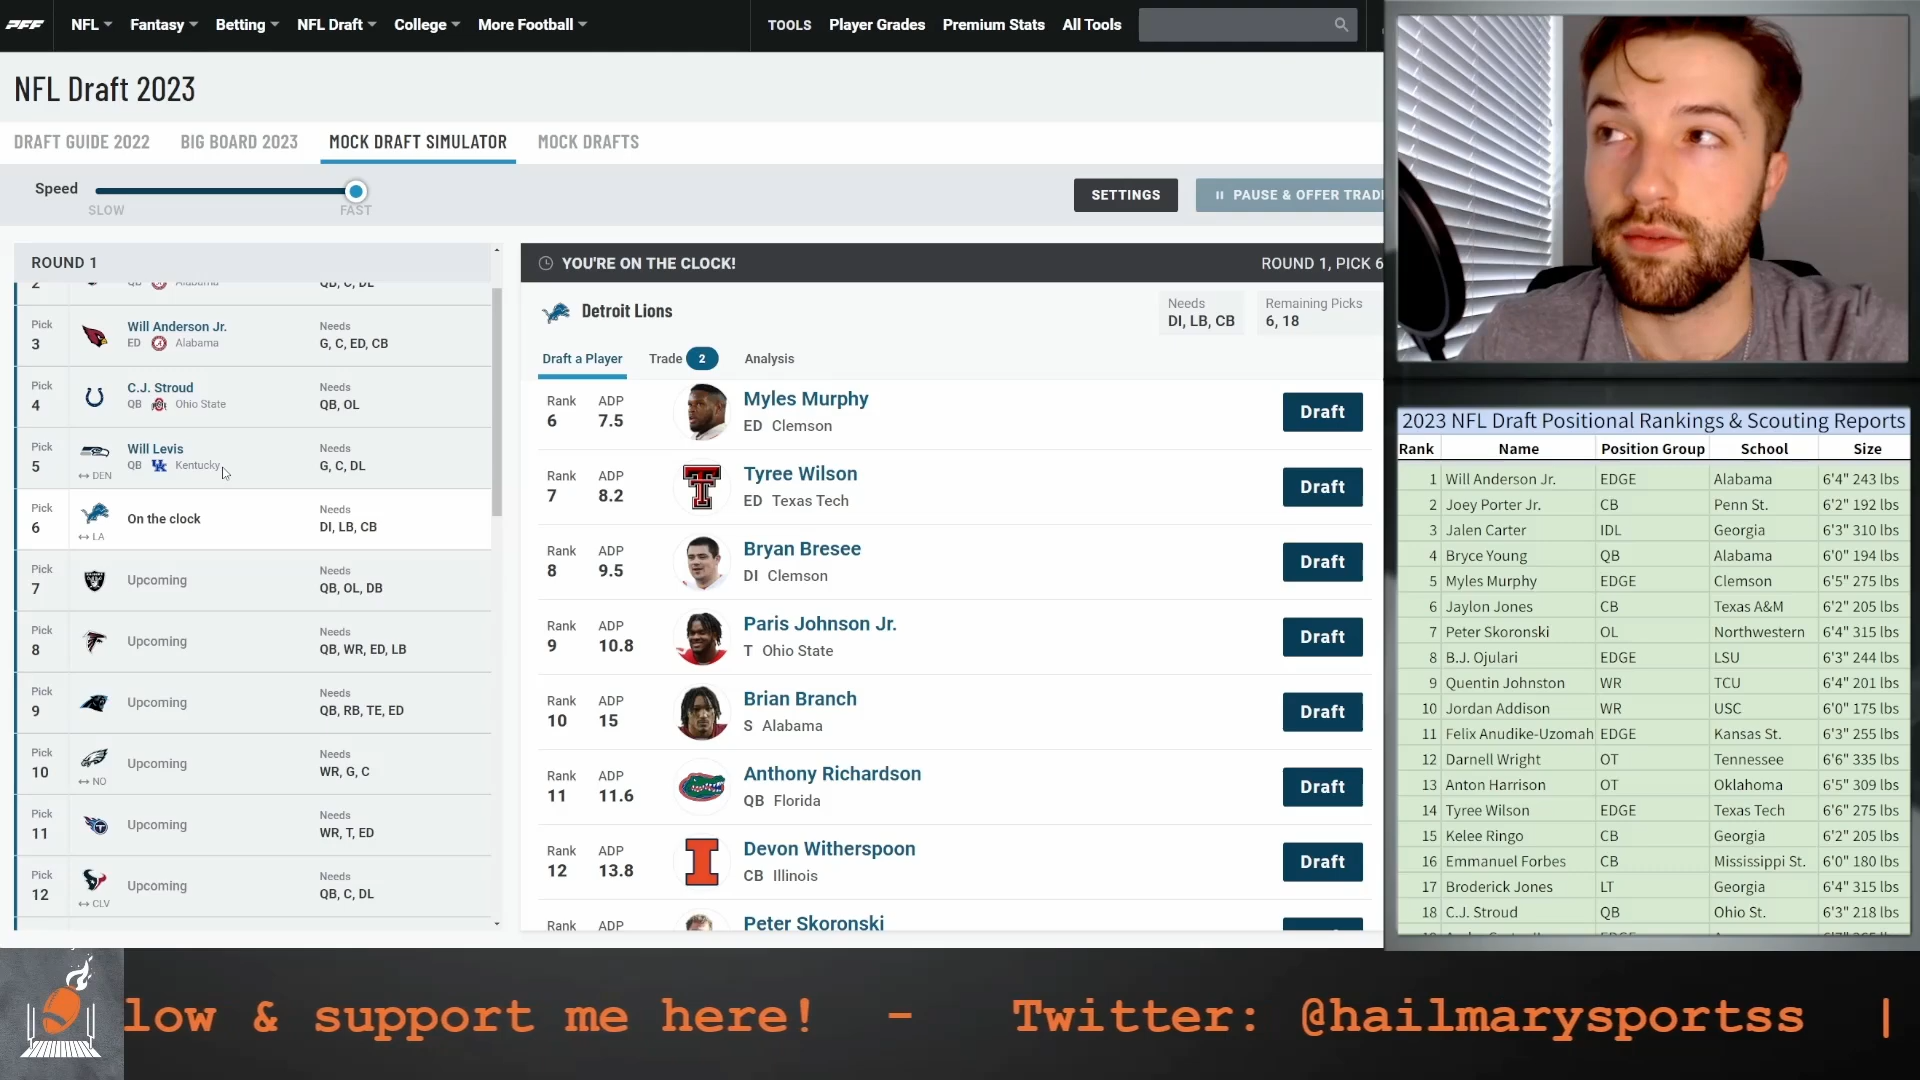 PFF NFL Fantasy Betting NFL Draft College More Football TOOLS Player Grades Premium Stats All Tools
NFL Draft 2023
DRAFT GUIDE 2022 BIG BOARD 2023 MOCK DRAFT SIMULATOR MOCK DRAFTS
Speed
SLOW FAST
SETTINGS
PAUSE & OFFER TRAD
ROUND 1
2 QB Alabama QB, C, DL
Pick 3 Will Anderson Jr. ED Alabama Needs G, C, ED, CB
Pick 4 C.J. Stroud QB Ohio State Needs QB, OL
Pick 5 ↔ DEN Will Levis QB UK Kentucky Needs G, C, DL
Pick 6 ↔ LA On the clock Needs DI, LB, CB
Pick 7 Upcoming Needs QB, OL, DB
Pick 8 Upcoming Needs QB, WR, ED, LB
Pick 9 Upcoming Needs QB, RB, TE, ED
Pick 10 ↔ NO Upcoming Needs WR, G, C
Pick 11 Upcoming Needs WR, T, ED
Pick 12 ↔ CLV Upcoming Needs QB, C, DL
YOU'RE ON THE CLOCK! ROUND 1, PICK 6
Detroit Lions
Needs DI, LB, CB
Remaining Picks 6, 18
Draft a Player Trade 2 Analysis
Rank 6 ADP 7.5 Myles Murphy ED Clemson Draft
Rank 7 ADP 8.2 Tyree Wilson ED Texas Tech Draft
Rank 8 ADP 9.5 Bryan Bresee DI Clemson Draft
Rank 9 ADP 10.8 Paris Johnson Jr. T Ohio State Draft
Rank 10 ADP 15 Brian Branch S Alabama Draft
Rank 11 ADP 11.6 Anthony Richardson QB Florida Draft
Rank 12 ADP 13.8 Devon Witherspoon CB Illinois Draft
Rank ADP Peter Skoronski
2023 NFL Draft Positional Rankings & Scouting Reports
Rank Name Position Group School Size
1 Will Anderson Jr. EDGE Alabama 6'4" 243 lbs
2 Joey Porter Jr. CB Penn St. 6'2" 192 lbs
3 Jalen Carter IDL Georgia 6'3" 310 lbs
4 Bryce Young QB Alabama 6'0" 194 lbs
5 Myles Murphy EDGE Clemson 6'5" 275 lbs
6 Jaylon Jones CB Texas A&M 6'2" 205 lbs
7 Peter Skoronski OL Northwestern 6'4" 315 lbs
8 B.J. Ojulari EDGE LSU 6'3" 244 lbs
9 Quentin Johnston WR TCU 6'4" 201 lbs
10 Jordan Addison WR USC 6'0" 175 lbs
11 Felix Anudike-Uzomah EDGE Kansas St. 6'3" 255 lbs
12 Darnell Wright OT Tennessee 6'6" 335 lbs
13 Anton Harrison OT Oklahoma 6'5" 309 lbs
14 Tyree Wilson EDGE Texas Tech 6'6" 275 lbs
15 Kelee Ringo CB Georgia 6'2" 205 lbs
16 Emmanuel Forbes CB Mississippi St. 6'0" 180 lbs
17 Broderick Jones LT Georgia 6'4" 315 lbs
18 C.J. Stroud QB Ohio St. 6'3" 218 lbs
low & support me here! - Twitter: @hailmarysportss |